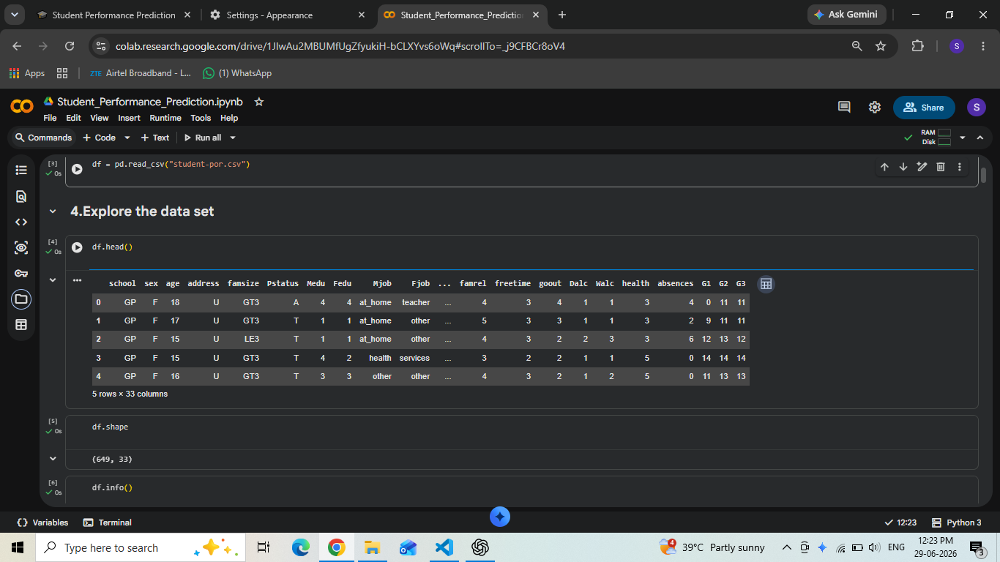 Student Performance Prediction
Settings - Appearance
Student_Performance_Predictio
Ask Gemini
colab.research.google.com/drive/1JIwAu2MBUMfUgZfyukiH-bCLXYvs6oWq#scrollTo=_j9CFBCr8oV4
S
Apps
ZTE Airtel Broadband - L...
(1) WhatsApp
CO
Student_Performance_Prediction.ipynb
File Edit View Insert Runtime Tools Help
Share
S
Commands + Code + Text Run all
RAM
Disk
[3]
0s
df = pd.read_csv("student-por.csv")
4.Explore the data set
[4]
0s
df.head()
school sex age address famsize Pstatus Medu Fedu Mjob Fjob ... famrel freetime goout Dalc Walc health absences G1 G2 G3
0 GP F 18 U GT3 A 4 4 at_home teacher ... 4 3 4 1 1 3 4 0 11 11
1 GP F 17 U GT3 T 1 1 at_home other ... 5 3 3 1 1 3 2 9 11 11
2 GP F 15 U LE3 T 1 1 at_home other ... 4 3 2 2 3 3 6 12 13 12
3 GP F 15 U GT3 T 4 2 health services ... 3 2 2 1 1 5 0 14 14 14
4 GP F 16 U GT3 T 3 3 other other ... 4 3 2 1 2 5 0 11 13 13
5 rows × 33 columns
[5]
0s
df.shape
(649, 33)
[6]
0s
df.info()
{} Variables Terminal
12:23 Python 3
Type here to search
4
39°C Partly sunny
ENG
12:23 PM
29-06-2026
3